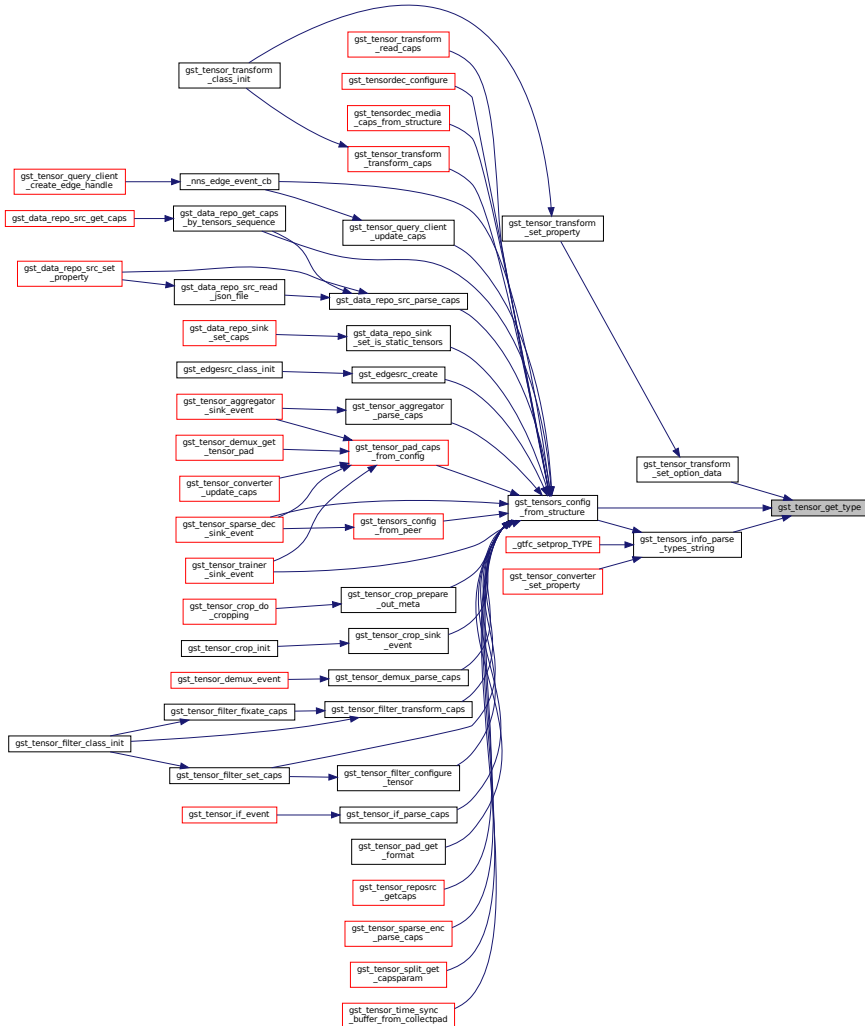 gst_tensor_transform
_read_caps
gst_tensor_transform
_class_init
gst_tensordec_configure
gst_tensordec_media
_caps_from_structure
gst_tensor_transform
_transform_caps
gst_tensor_query_client
_create_edge_handle
_nns_edge_event_cb
gst_data_repo_src_get_caps
gst_data_repo_get_caps
_by_tensors_sequence
gst_tensor_query_client
_update_caps
gst_tensor_transform
_set_property
gst_data_repo_src_set
_property
gst_data_repo_src_read
_json_file
gst_data_repo_src_parse_caps
gst_data_repo_sink
_set_caps
gst_data_repo_sink
_set_is_static_tensors
gst_edgesrc_class_init
gst_edgesrc_create
gst_tensor_aggregator
_sink_event
gst_tensor_aggregator
_parse_caps
gst_tensor_demux_get
_tensor_pad
gst_tensor_pad_caps
_from_config
gst_tensor_transform
_set_option_data
gst_tensor_converter
_update_caps
gst_tensors_config
_from_structure
gst_tensor_get_type
gst_tensor_sparse_dec
_sink_event
gst_tensors_config
_from_peer
_gtfc_setprop_TYPE
gst_tensors_info_parse
_types_string
gst_tensor_trainer
_sink_event
gst_tensor_converter
_set_property
gst_tensor_crop_do
_cropping
gst_tensor_crop_prepare
_out_meta
gst_tensor_crop_init
gst_tensor_crop_sink
_event
gst_tensor_demux_event
gst_tensor_demux_parse_caps
gst_tensor_filter_fixate_caps
gst_tensor_filter_transform_caps
gst_tensor_filter_class_init
gst_tensor_filter_set_caps
gst_tensor_filter_configure
_tensor
gst_tensor_if_event
gst_tensor_if_parse_caps
gst_tensor_pad_get
_format
gst_tensor_reposrc
_getcaps
gst_tensor_sparse_enc
_parse_caps
gst_tensor_split_get
_capsparam
gst_tensor_time_sync
_buffer_from_collectpad